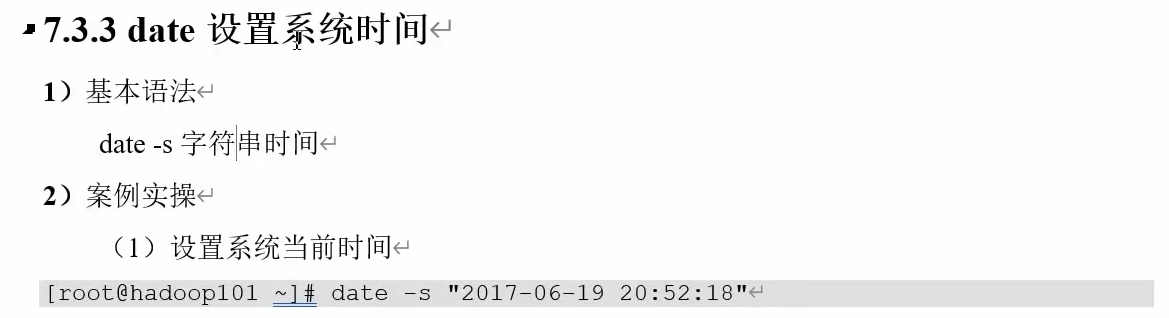 7.3.3 date 设置系统时间
1）基本语法
date -s 字符串时间
2）案例实操
（1）设置系统当前时间
[root@hadoop101 ~]# date -s "2017-06-19 20:52:18"